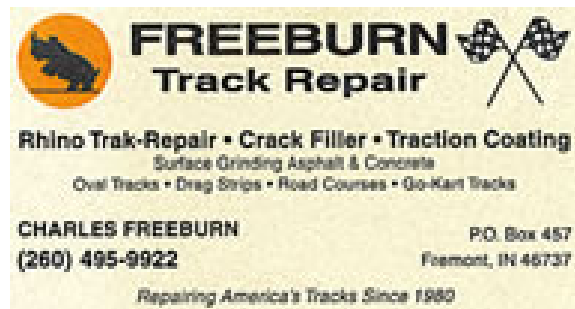 FREEBURN
Track Repair
Rhino Trak-Repair • Crack Filler • Traction Coating
Surface Grinding Asphalt & Concrete
Oval Tracks • Drag Strips • Road Courses • Go-Kart Tracks
CHARLES FREEBURN
(260) 495-9922
P.O. Box 457
Fremont, IN 46737
Repairing America's Tracks Since 1980